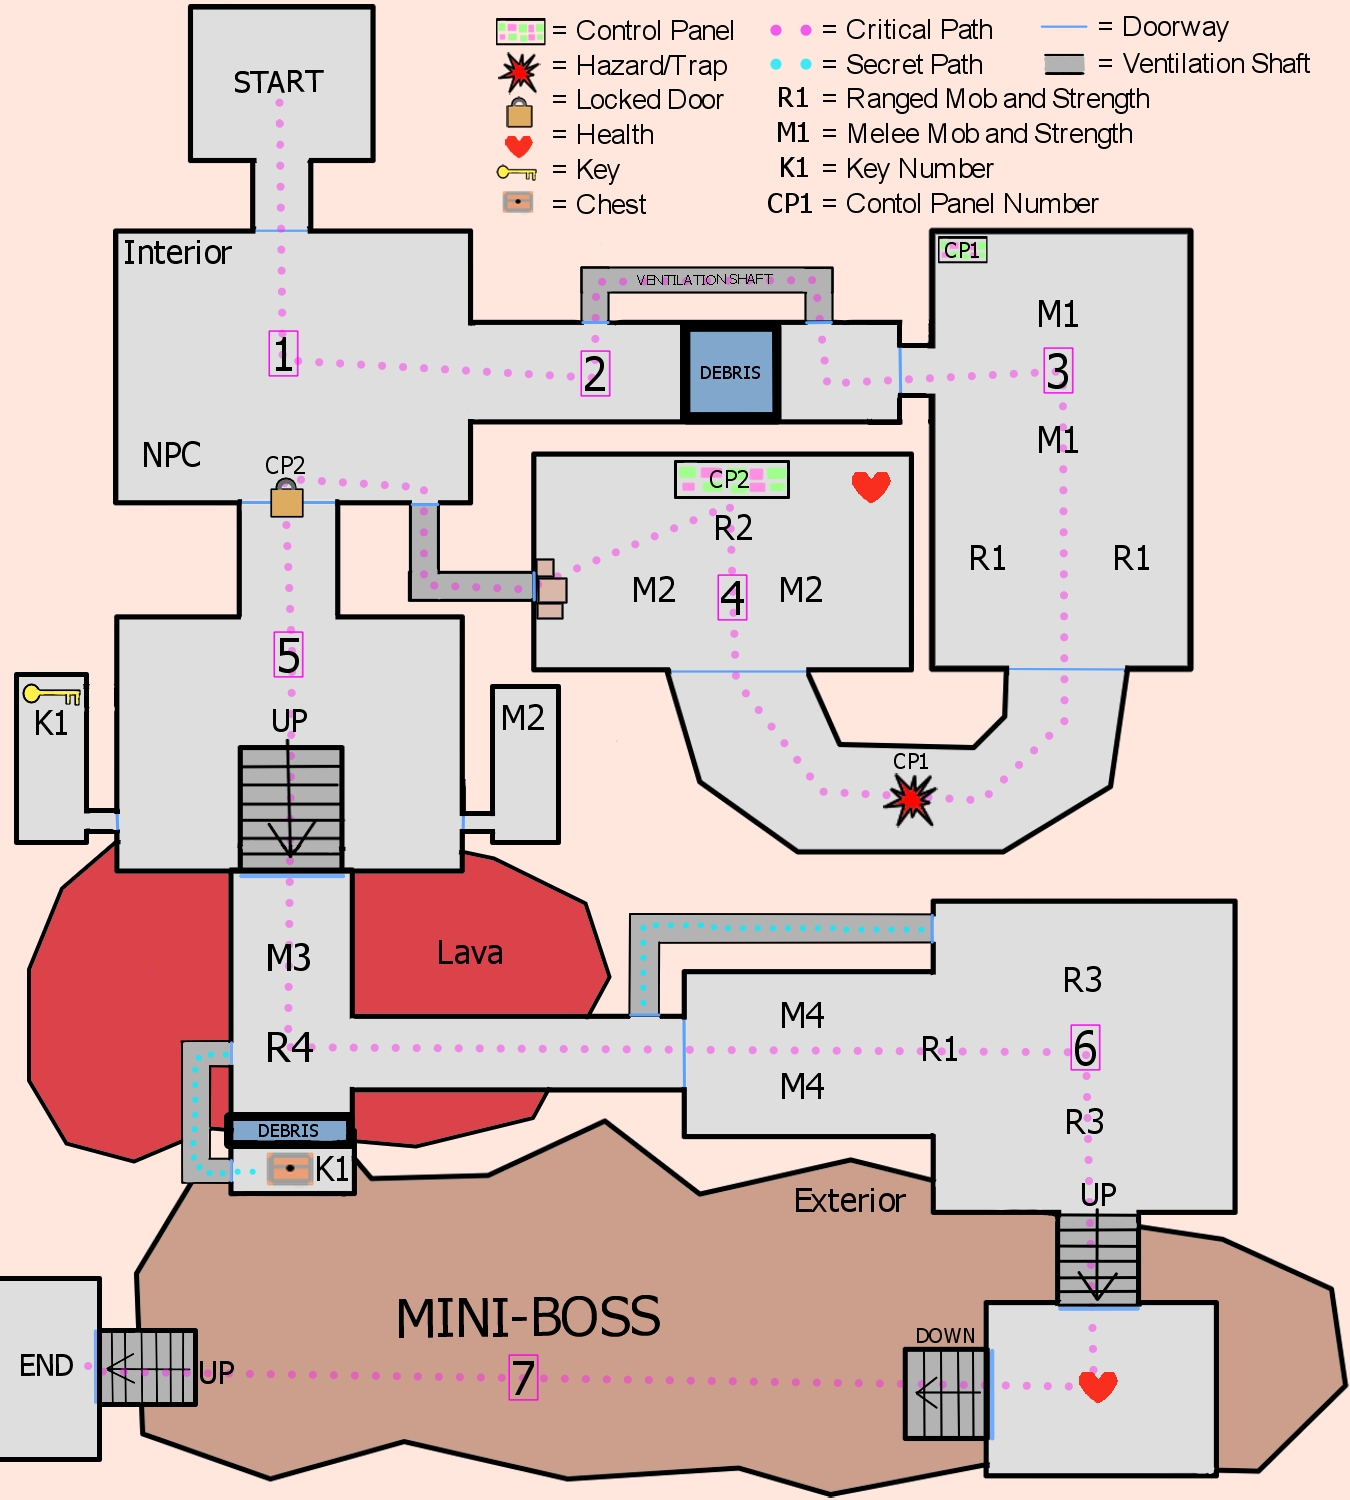 START
= Control Panel
= Hazard/Trap
= Locked Door
= Health
= Key
= Chest
= Critical Path
= Secret Path
R1 = Ranged Mob and Strength
M1 = Melee Mob and Strength
K1 = Key Number
CP1 = Contol Panel Number
= Doorway
= Ventilation Shaft
Interior
VENTILATION SHAFT
CP1
M1
1
2
DEBRIS
3
M1
NPC
CP2
CP2
R2
R1
R1
M2
4
M2
5
K1
UP
M2
CP1
M3
Lava
R4
M4
R3
R1
6
M4
R3
DEBRIS
K1
Exterior
UP
MINI-BOSS
DOWN
END
UP
7